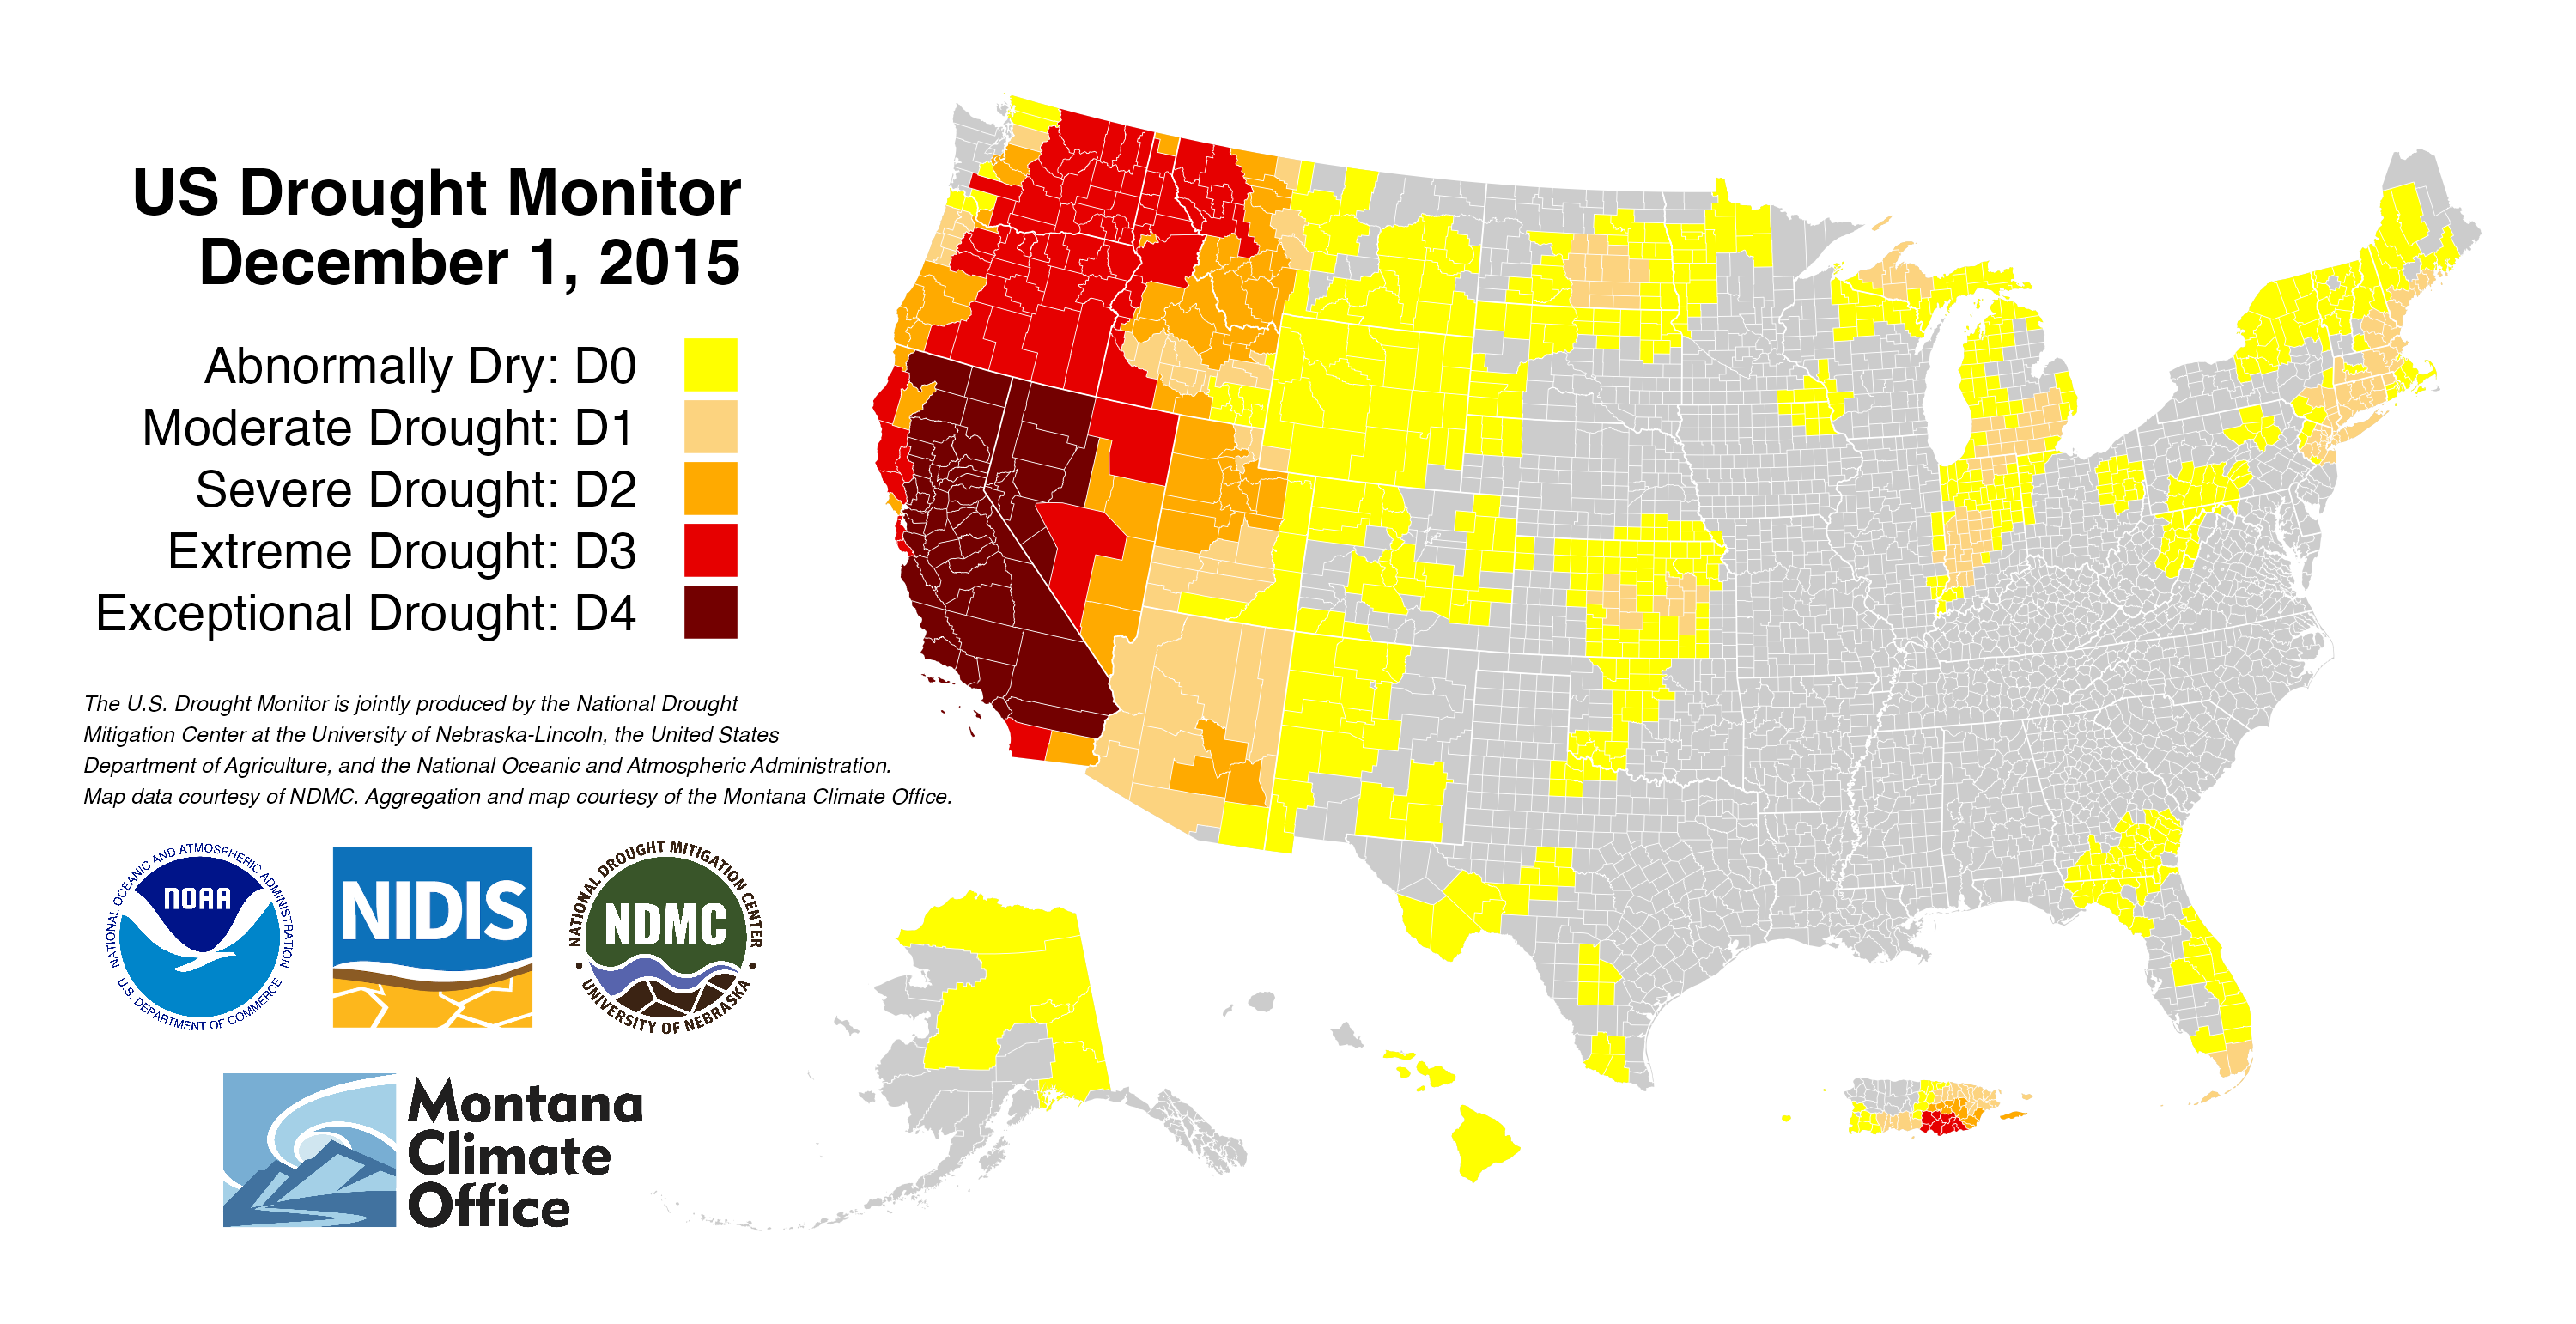 US Drought Monitor
December 1, 2015
Abnormally Dry: D0
Moderate Drought: D1
Severe Drought: D2
Extreme Drought: D3
Exceptional Drought: D4
The U.S. Drought Monitor is jointly produced by the National Drought
Mitigation Center at the University of Nebraska-Lincoln, the United States
Department of Agriculture, and the National Oceanic and Atmospheric Administration.
Map data courtesy of NDMC. Aggregation and map courtesy of the Montana Climate Office.
NATIONAL OCEANIC AND ATMOSPHERIC ADMINISTRATION
NOAA
U.S. DEPARTMENT OF COMMERCE
NIDIS
NATIONAL DROUGHT MITIGATION CENTER
NDMC
UNIVERSITY OF NEBRASKA
Montana
Climate
Office